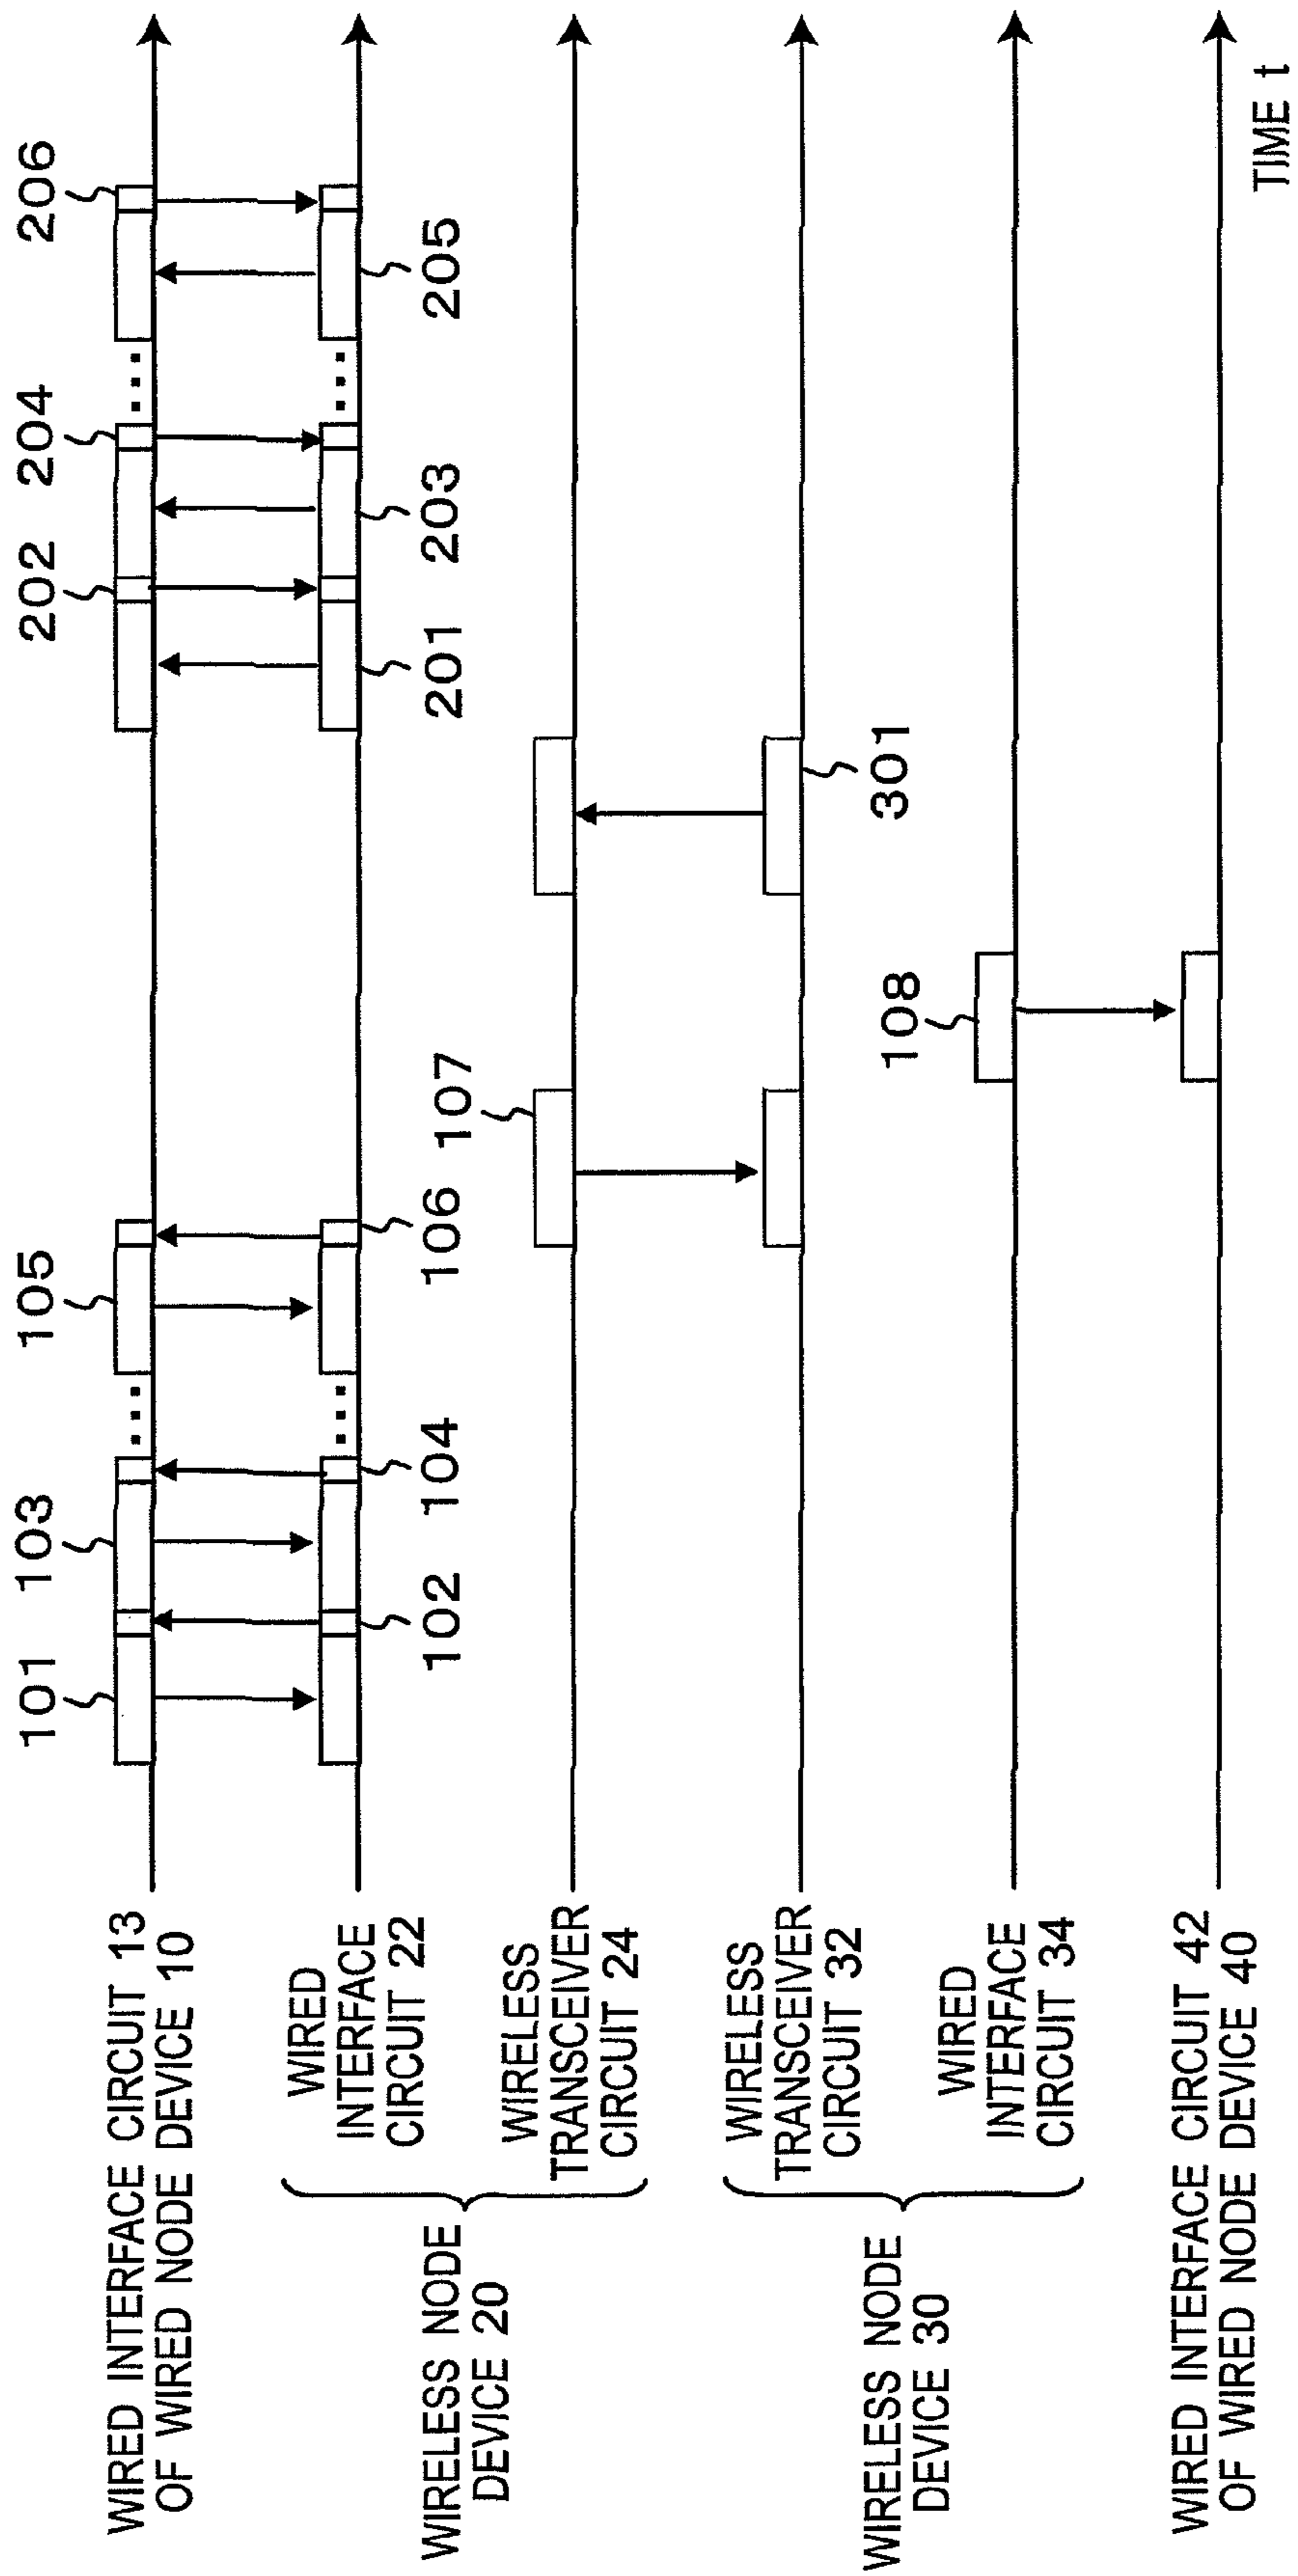 206
204
202
105
103
101
205
203
201
106
104
102
107
301
108
TIME t
WIRED INTERFACE CIRCUIT 13
OF WIRED NODE DEVICE 10
WIRED
INTERFACE
CIRCUIT 22
WIRELESS
TRANSCEIVER
CIRCUIT 24
WIRELESS NODE
DEVICE 20
WIRELESS
TRANSCEIVER
CIRCUIT 32
WIRED
INTERFACE
CIRCUIT 34
WIRELESS NODE
DEVICE 30
WIRED INTERFACE CIRCUIT 42
OF WIRED NODE DEVICE 40